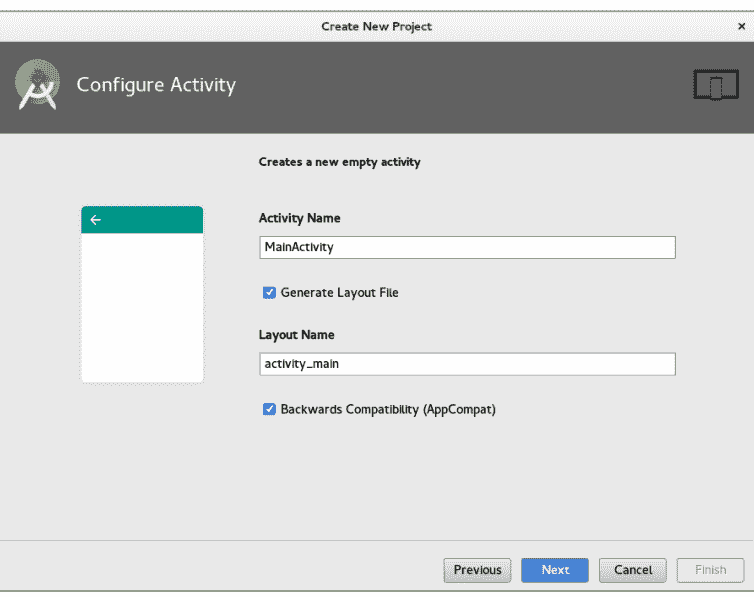 Create New Project
Configure Activity
Creates a new empty activity
Activity Name
MainActivity
Generate Layout File
Layout Name
activity_main
Backwards Compatibility (AppCompat)
Previous Next Cancel Finish